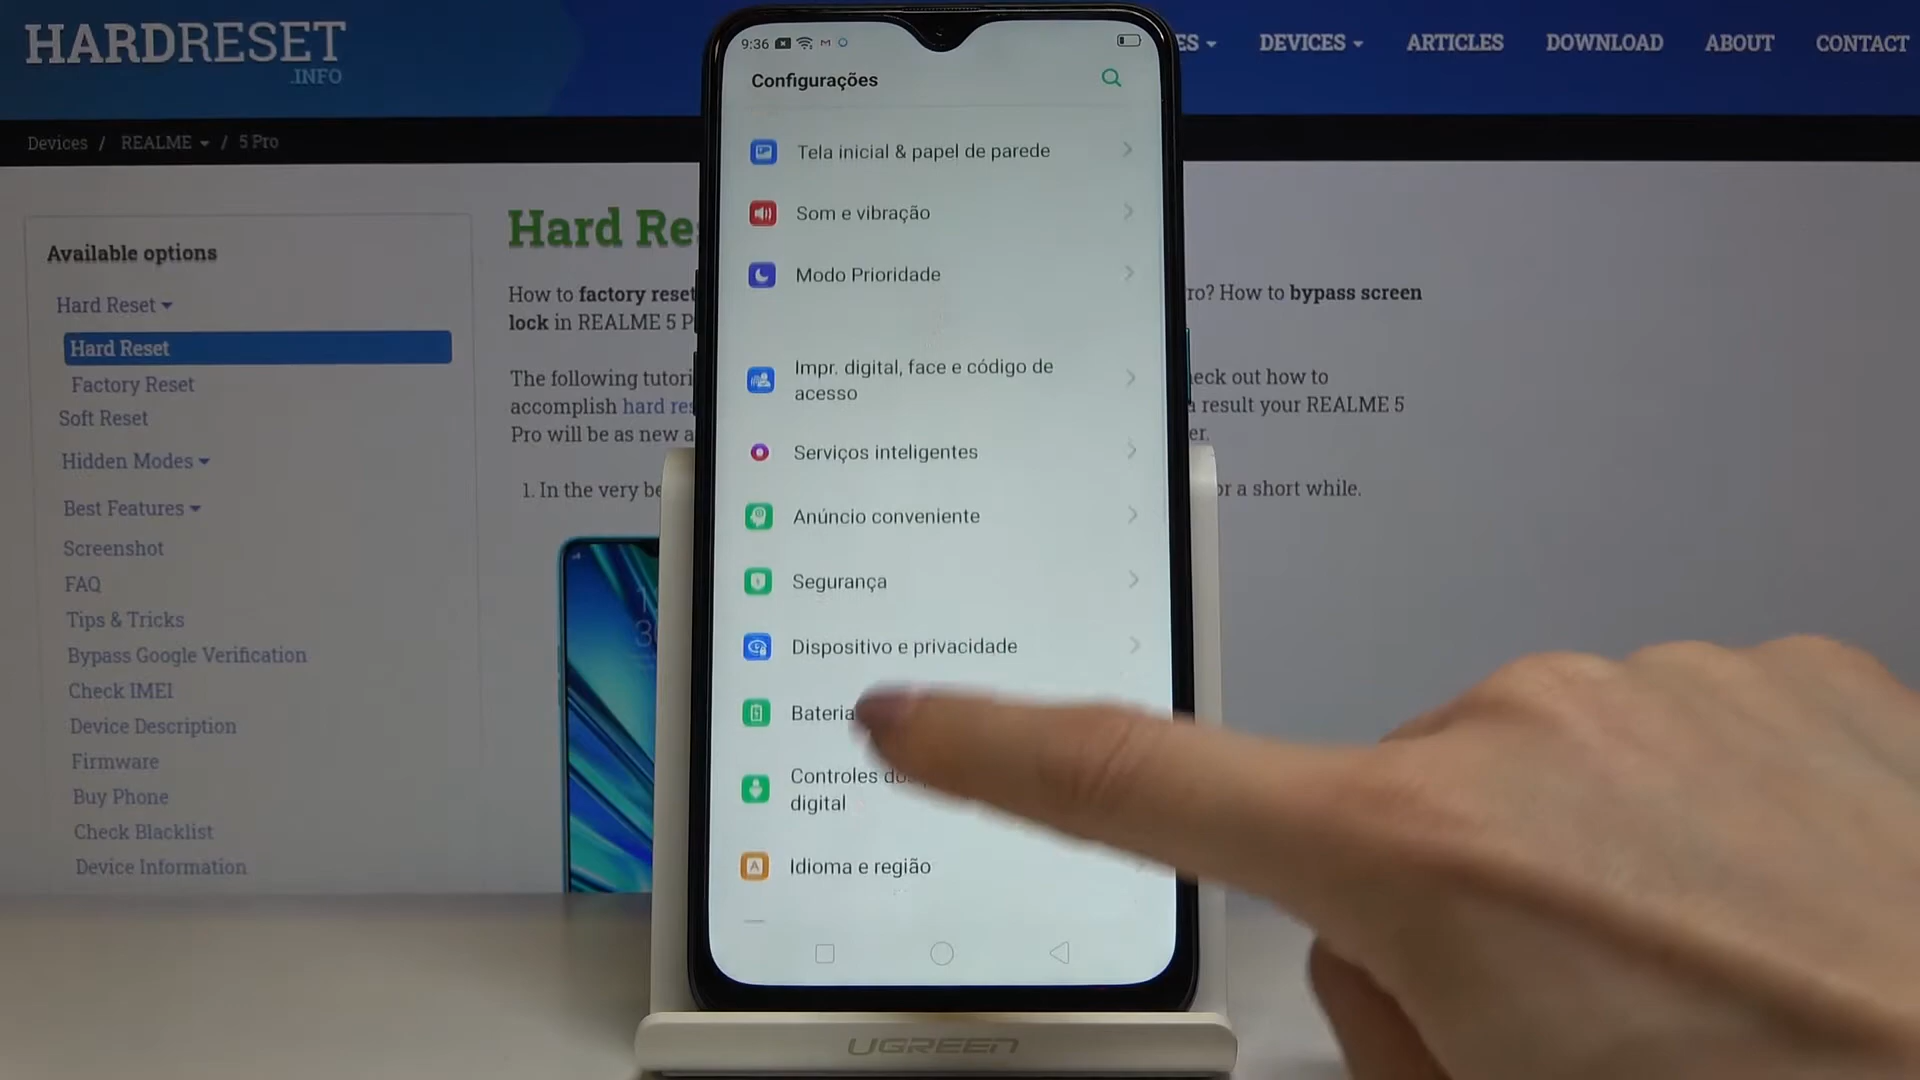 HARDRESET
.INFO
ES
DEVICES
ARTICLES
DOWNLOAD
ABOUT
CONTACT
Devices / REALME / 5 Pro
Available options
Hard Reset
Hard Reset
Factory Reset
Soft Reset
Hidden Modes
Best Features
Screenshot
FAQ
Tips & Tricks
Bypass Google Verification
Check IMEI
Device Description
Firmware
Buy Phone
Check Blacklist
Device Information
Hard Re
How to factory reset
ro? How to bypass screen
lock in REALME 5 P
The following tutori
eck out how to
accomplish hard res
a result your REALME 5
Pro will be as new a
er.
1. In the very be
or a short while.
9:36
Configurações
Tela inicial & papel de parede
Som e vibração
Modo Prioridade
Impr. digital, face e código de
acesso
Serviços inteligentes
Anúncio conveniente
Segurança
Dispositivo e privacidade
Bateria
Controles do
digital
Idioma e região
UGREEN